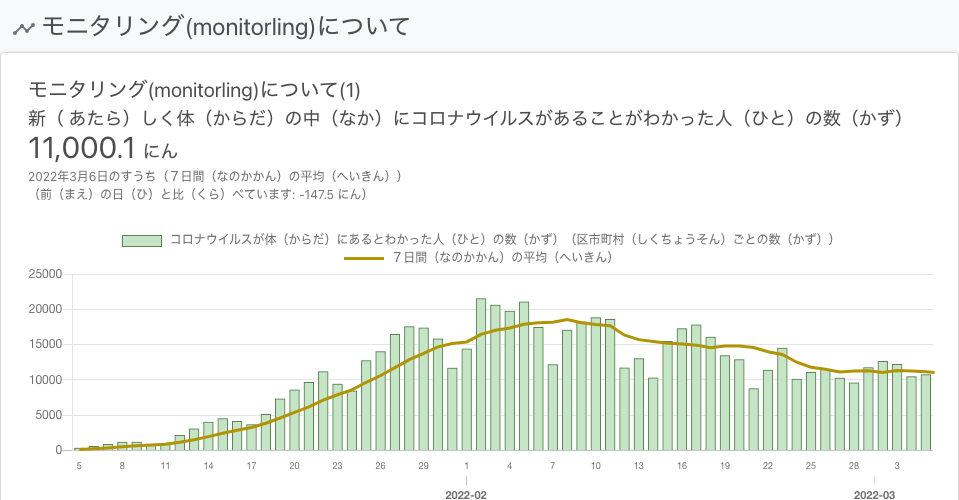 モニタリング(monitorling)について
モニタリング(monitorling)について(1)
新（ あたら）しく体（からだ）の中（なか）にコロナウイルスがあることがわかった人（ひと）の数（かず）
11,000.1 にん
2022年3月6日のすうち（７日間（なのかかん）の平均（へいきん））
（前（まえ）の日（ひ）と比（くら）べています: -147.5 にん）
コロナウイルスが体（からだ）にあるとわかった人（ひと）の数（かず）（区市町村（しくちょうそん）ごとの数（かず））
７日間（なのかかん）の平均（へいきん）
25000
20000
15000
10000
5000
0
5 8 11 14 17 20 23 26 29 1 4 7 10 13 16 19 22 25 28 3
2022-02 2022-03